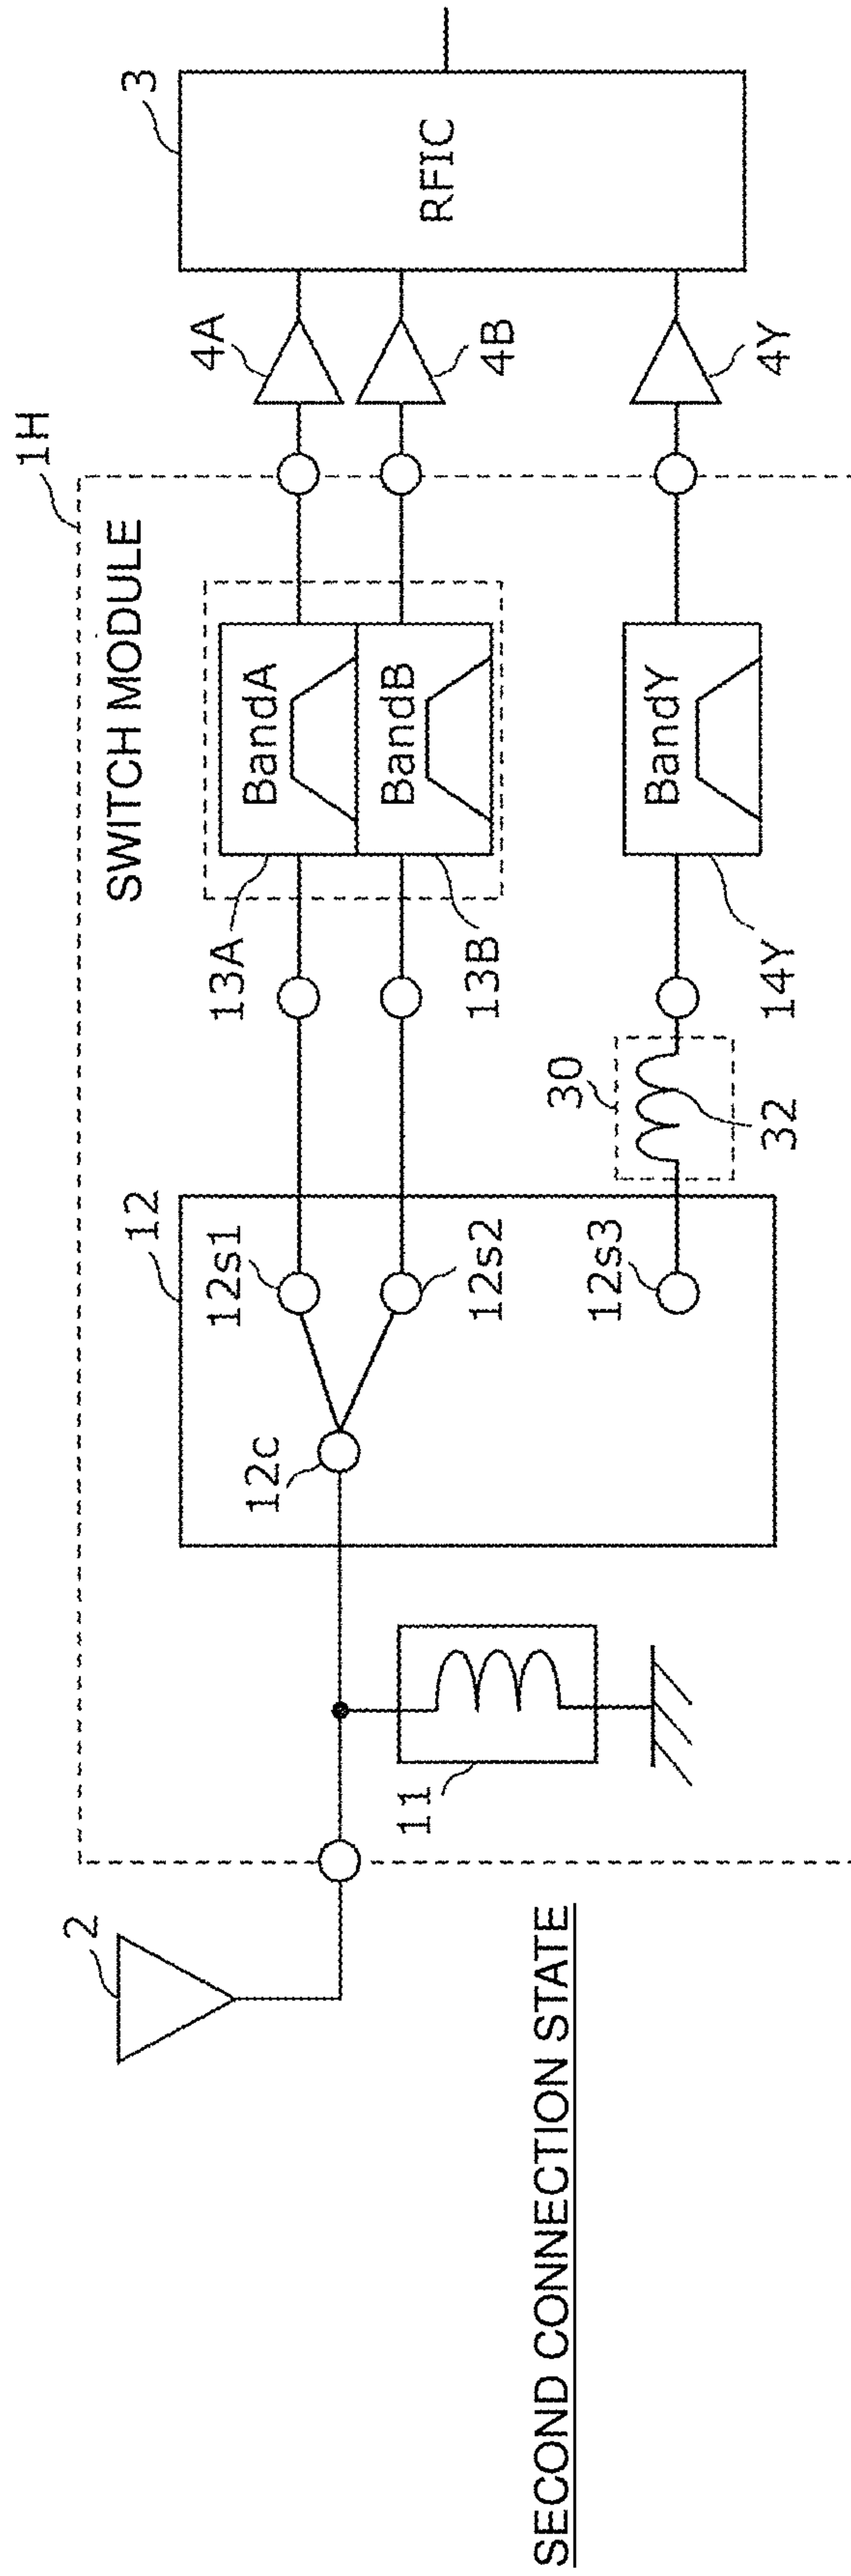 SECOND CONNECTION STATE
SWITCH MODULE
1H
2
11
12
12c
12s1
12s2
12s3
30
32
13A
13B
14Y
BandA
BandB
BandY
4A
4B
4Y
3
RFIC